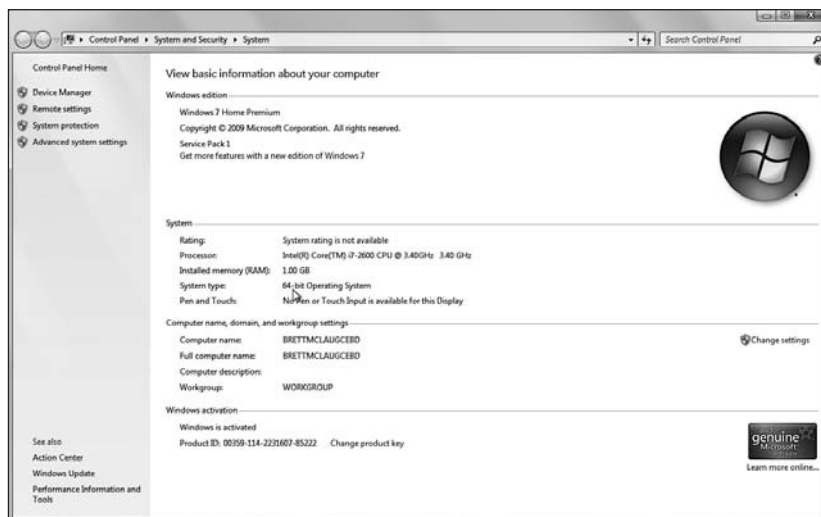 Control Panel ▸ System and Security ▸ System
Search Control Panel
Control Panel Home
Device Manager
Remote settings
System protection
Advanced system settings
View basic information about your computer
Windows edition
Windows 7 Home Premium
Copyright © 2009 Microsoft Corporation. All rights reserved.
Service Pack 1
Get more features with a new edition of Windows 7
System
Rating: System rating is not available
Processor: Intel(R) Core(TM) i7-2600 CPU @ 3.40GHz 3.40 GHz
Installed memory (RAM): 1.00 GB
System type: 64-bit Operating System
Pen and Touch: No Pen or Touch Input is available for this Display
Computer name, domain, and workgroup settings
Computer name: BRETTMCLAUGCEBD
Change settings
Full computer name: BRETTMCLAUGCEBD
Computer description:
Workgroup: WORKGROUP
Windows activation
Windows is activated
Product ID: 00359-114-2231607-85222 Change product key
genuine
Microsoft
Learn more online...
See also
Action Center
Windows Update
Performance Information and
Tools